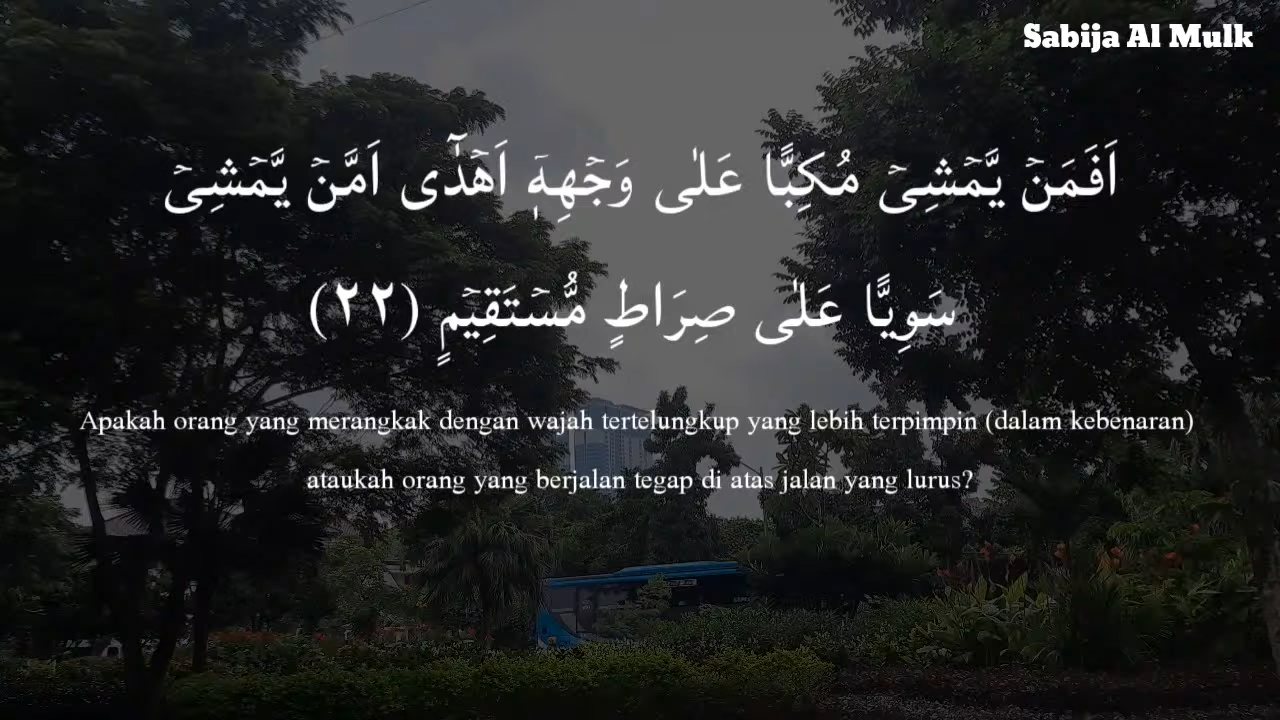 Sabija Al Mulk
اَفَمَنۡ يَّمۡشِىۡ مُكِبًّا عَلٰى وَجۡهِهٖۤ اَهۡدٰٓى اَمَّنۡ يَّمۡشِىۡ
سَوِيًّا عَلٰى صِرَاطٍ مُّسۡتَقِيۡمٍ (٢٢)
Apakah orang yang merangkak dengan wajah tertelungkup yang lebih terpimpin (dalam kebenaran)
ataukah orang yang berjalan tegap di atas jalan yang lurus?